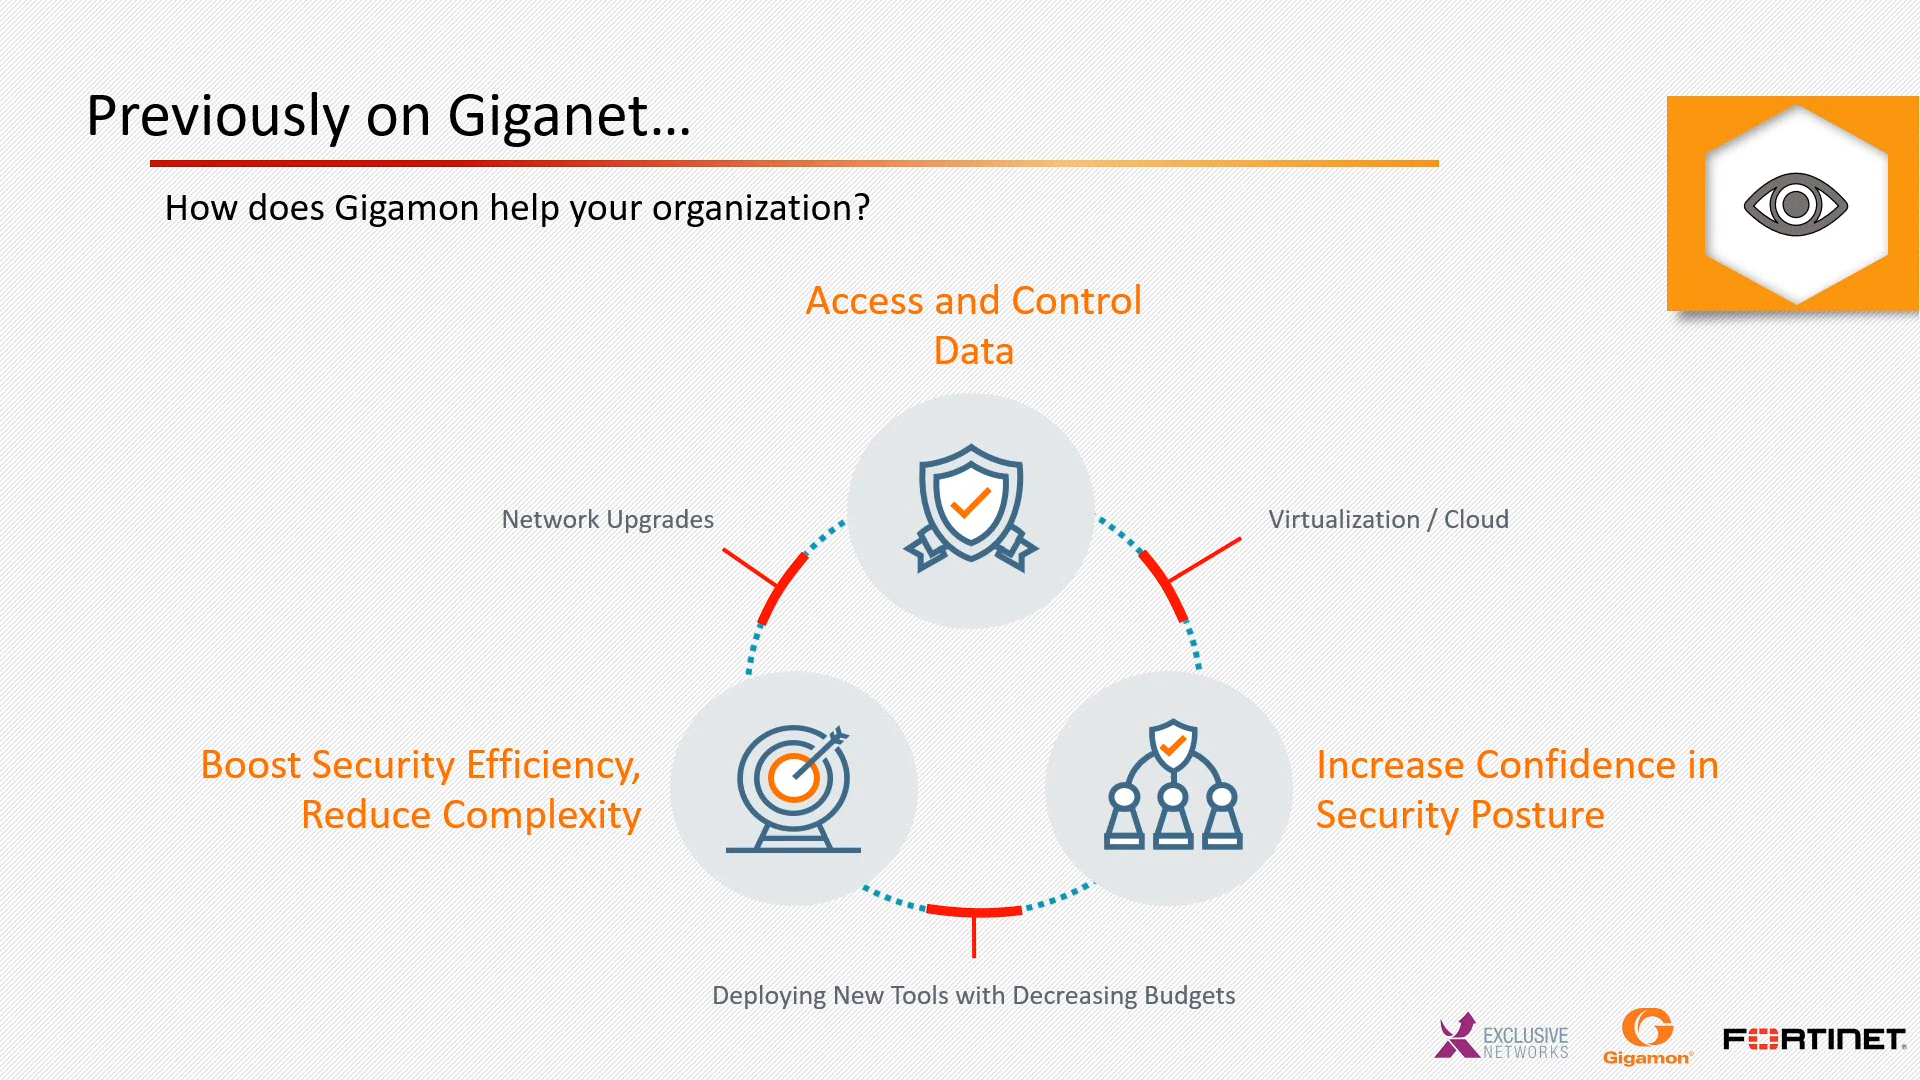 Previously on Giganet...
How does Gigamon help your organization?
Access and Control
Data
Network Upgrades
Virtualization / Cloud
Boost Security Efficiency,
Reduce Complexity
Increase Confidence in
Security Posture
Deploying New Tools with Decreasing Budgets
EXCLUSIVE
NETWORKS
Gigamon®
FORTINET®